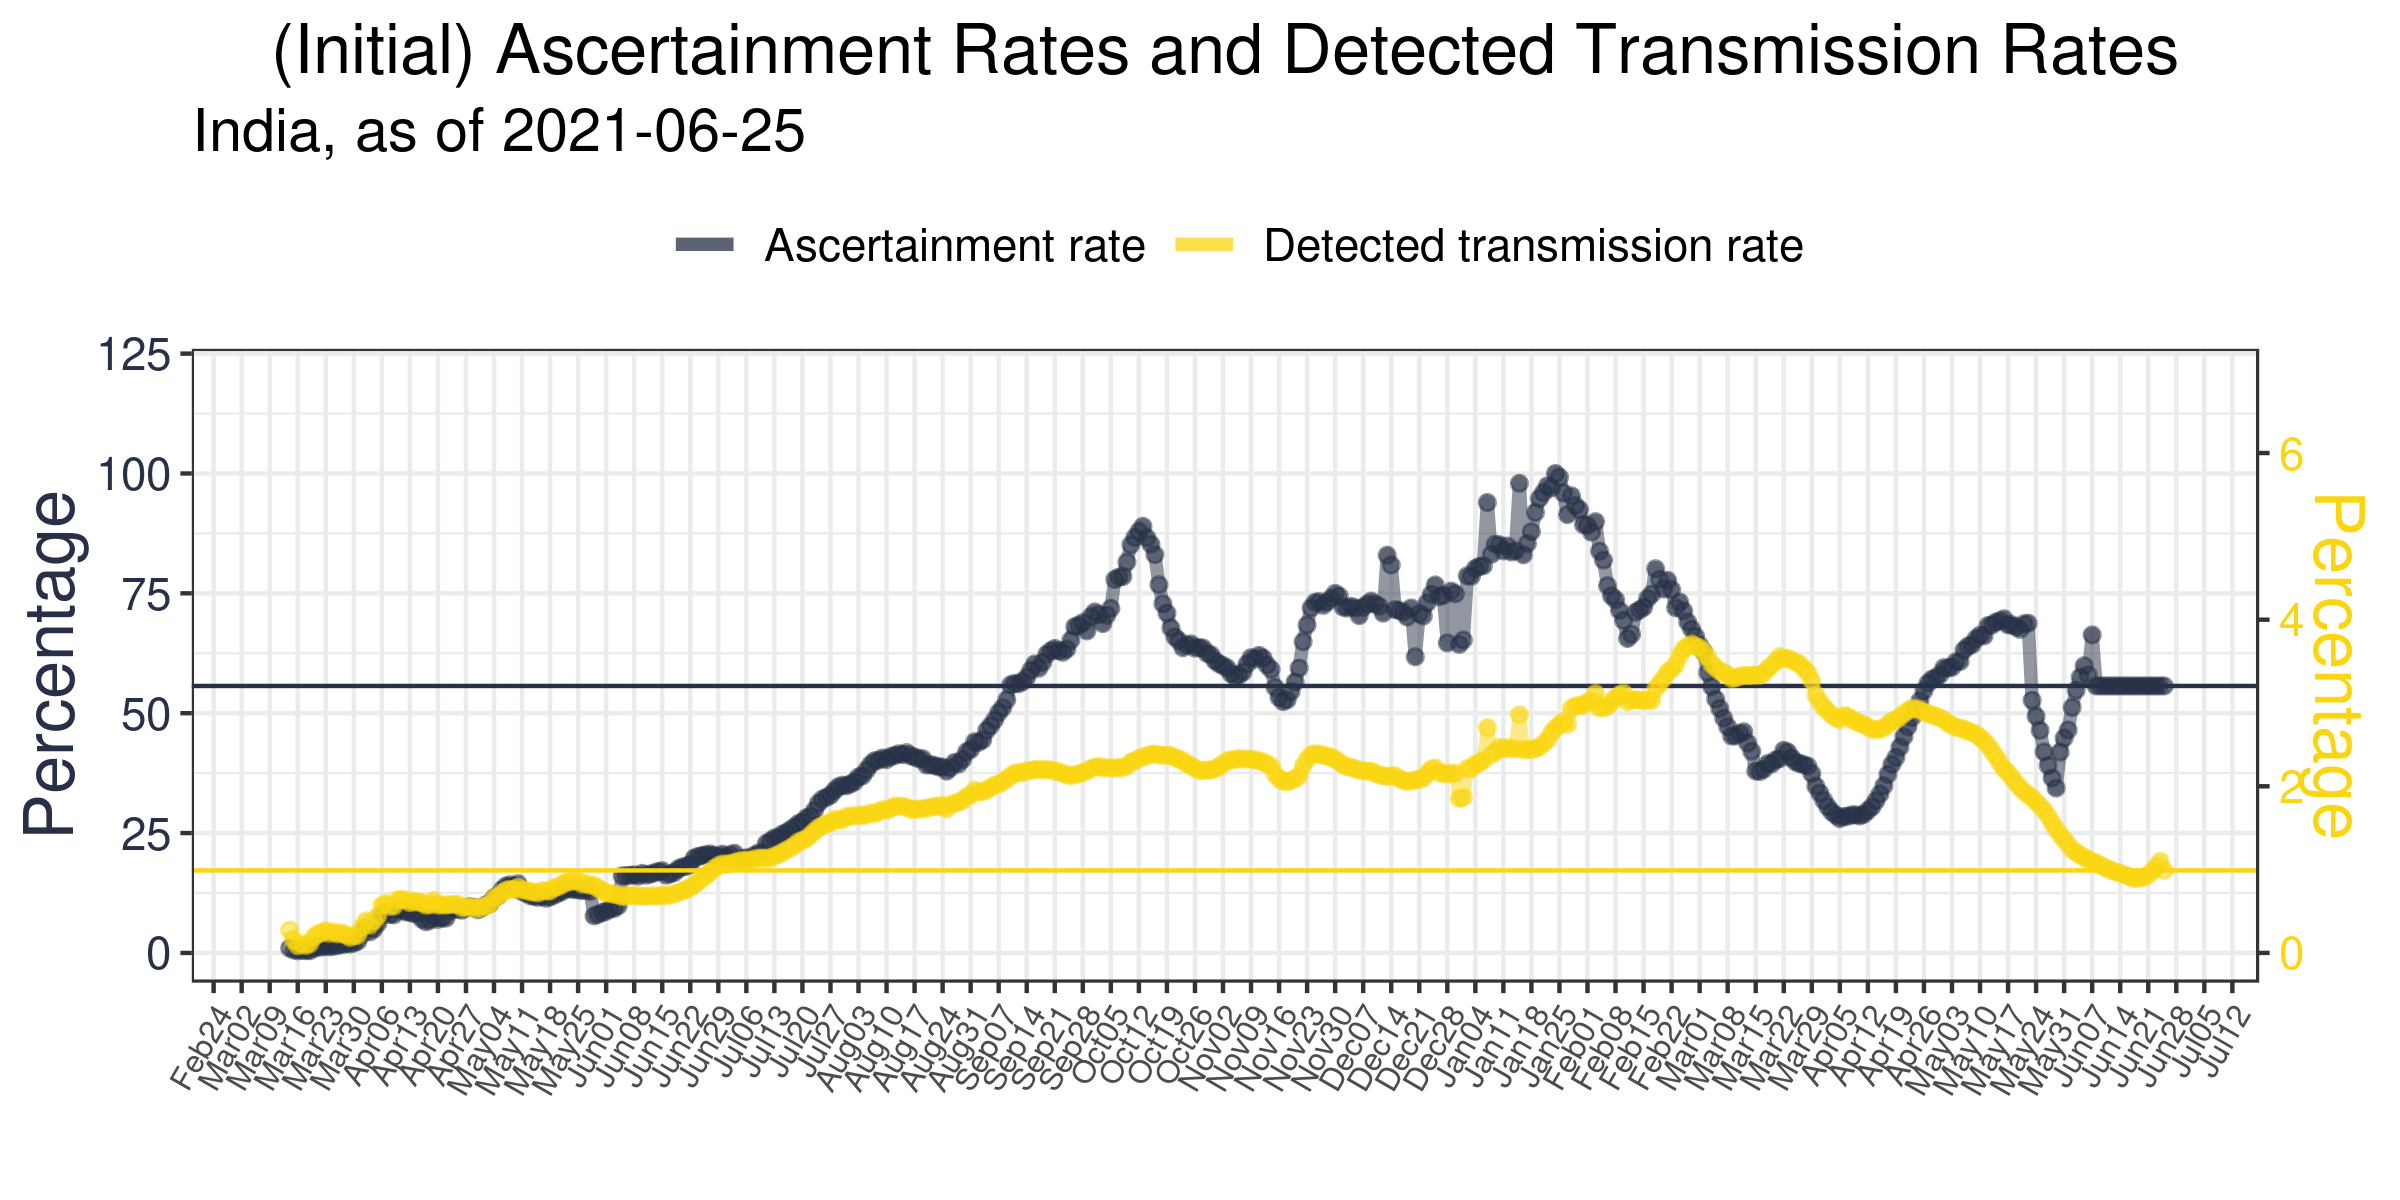 (Initial) Ascertainment Rates and Detected Transmission Rates
India, as of 2021-06-25
Ascertainment rate
Detected transmission rate
Percentage
125
100
75
50
25
0
6
4
2
0
Percentage
Feb24
Mar02
Mar09
Mar16
Mar23
Mar30
Apr06
Apr13
Apr20
Apr27
May04
May11
May18
May25
Jun01
Jun08
Jun15
Jun22
Jun29
Jul06
Jul13
Jul20
Jul27
Aug03
Aug10
Aug17
Aug24
Aug31
Sep07
Sep14
Sep21
Sep28
Oct05
Oct12
Oct19
Oct26
Nov02
Nov09
Nov16
Nov23
Nov30
Dec07
Dec14
Dec21
Dec28
Jan04
Jan11
Jan18
Jan25
Feb01
Feb08
Feb15
Feb22
Mar01
Mar08
Mar15
Mar22
Mar29
Apr05
Apr12
Apr19
Apr26
May03
May10
May17
May24
May31
Jun07
Jun14
Jun21
Jun28
Jul05
Jul12